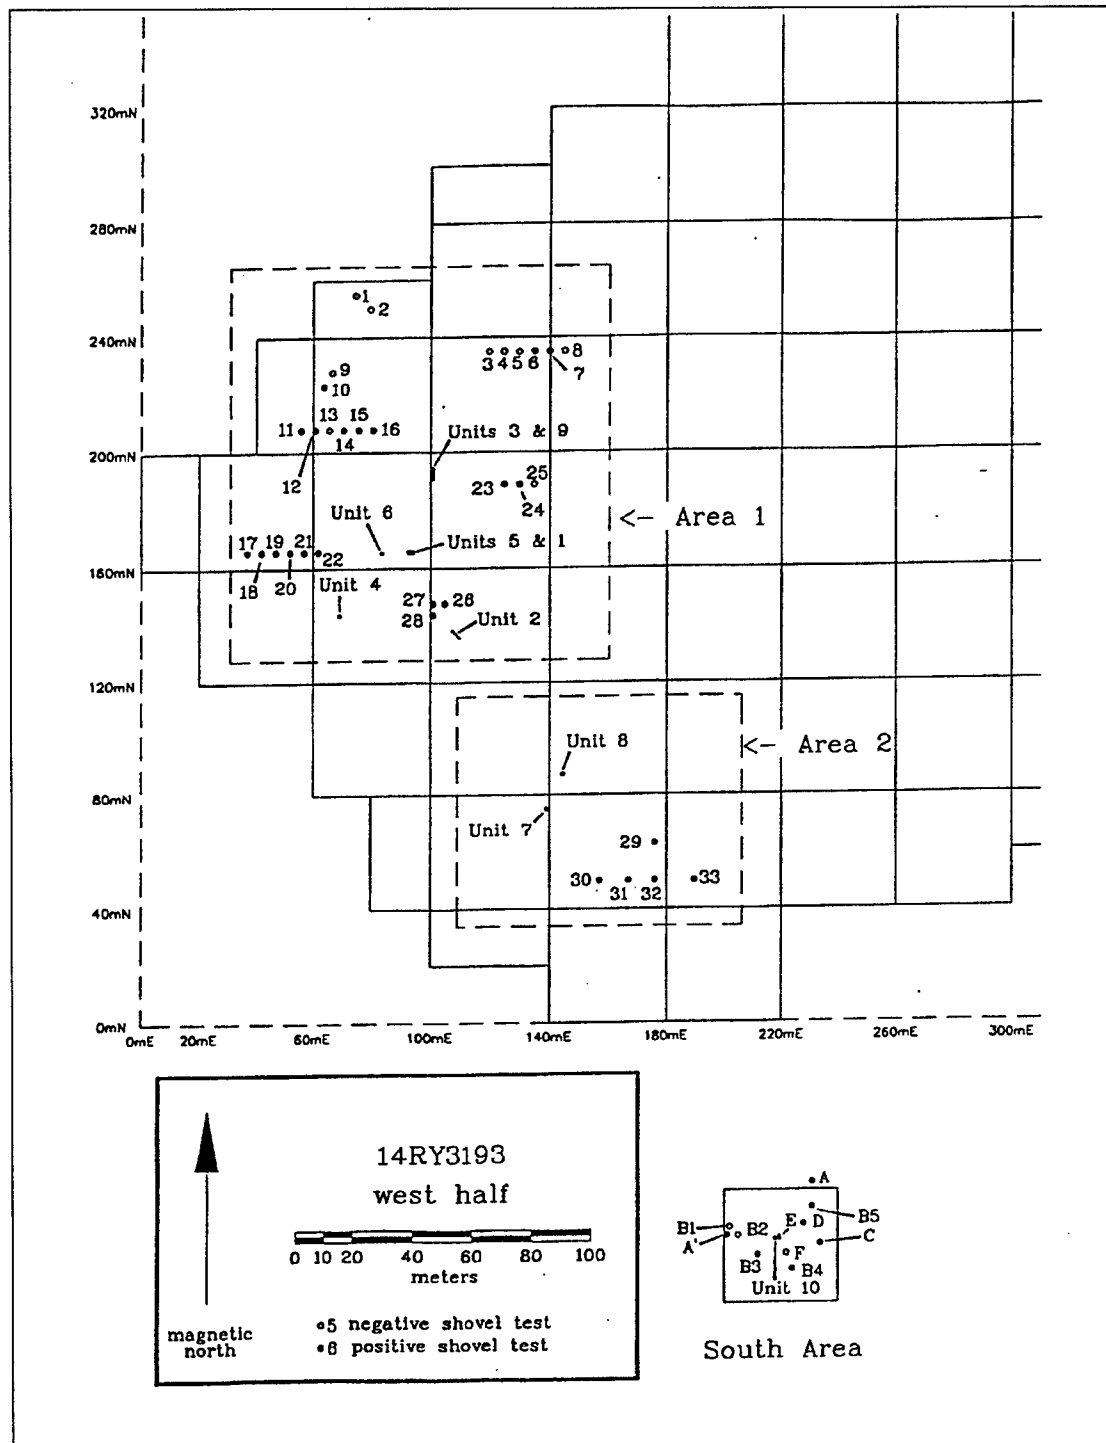 320mN
280mN
1
2
240mN
3 4 5 6 8
7
9
10
13 15
11 16
14
12
Units 3 & 9
200mN
25
23
24
Unit 6
<- Area 1
17 19 21
Units 5 & 1
22
18 20
160mN
Unit 4
27 26
28
Unit 2
120mN
Unit 8
<- Area 2
80mN
Unit 7
29
30 33
31 32
40mN
0mN
0mE 20mE 60mE 100mE 140mE 180mE 220mE 260mE 300mE
14RY3193
west half
0 10 20 40 60 80 100
meters
magnetic
north
5 negative shovel test
6 positive shovel test
A
B5
B1 B2 E D
A' C
B3 F
B4
Unit 10
South Area